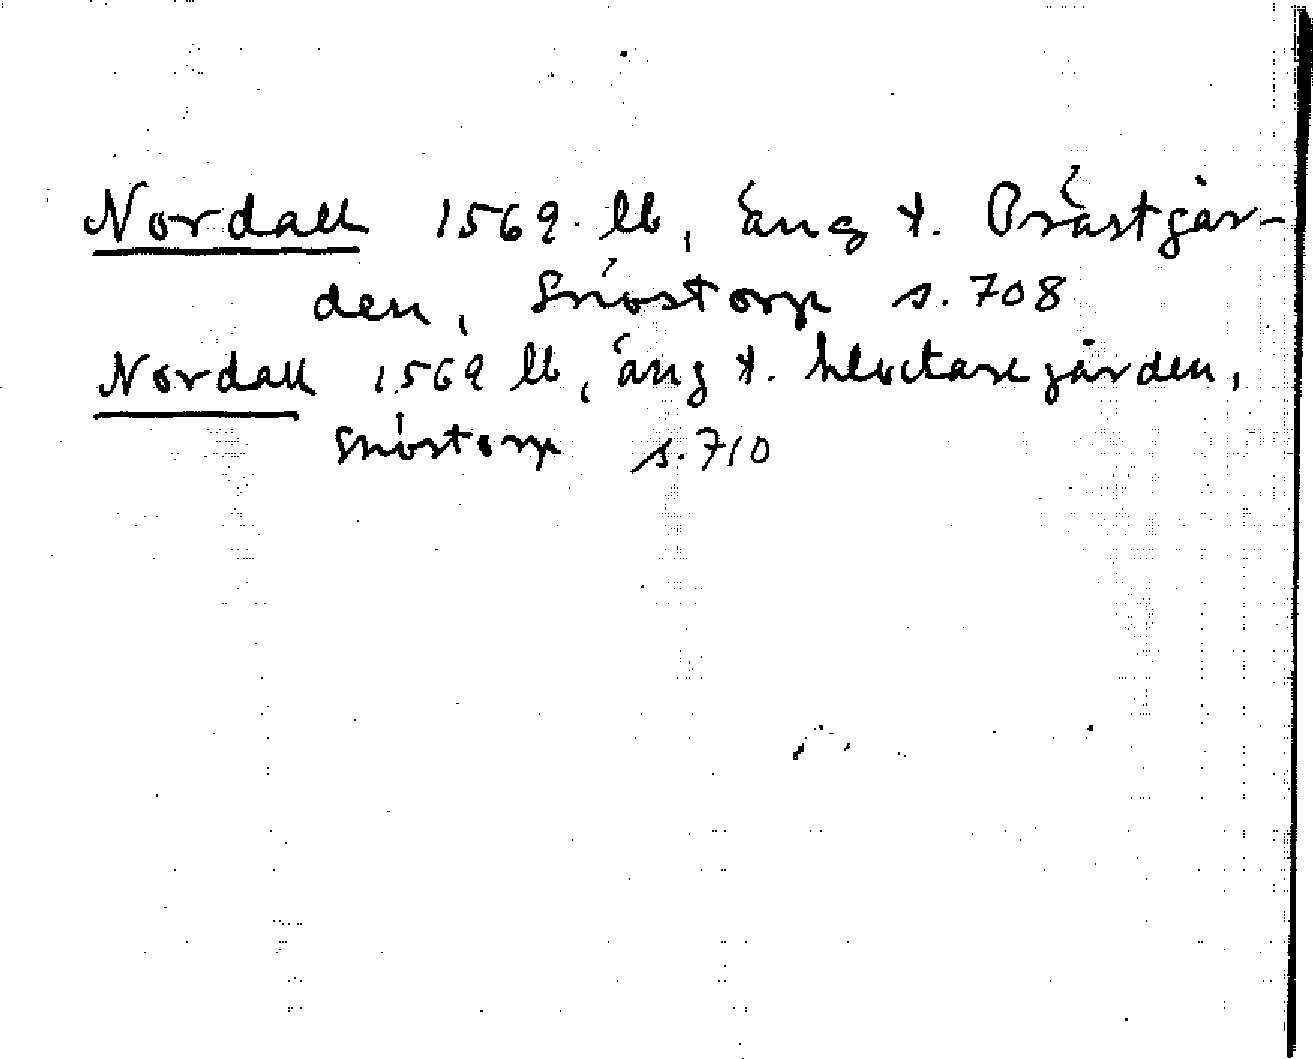 Nordall 1569 lb, äng t. Prästgår-
den, Snöstorp s. 708
Nordall 1569 lb, äng t. klockaregården,
Snöstorp s. 710